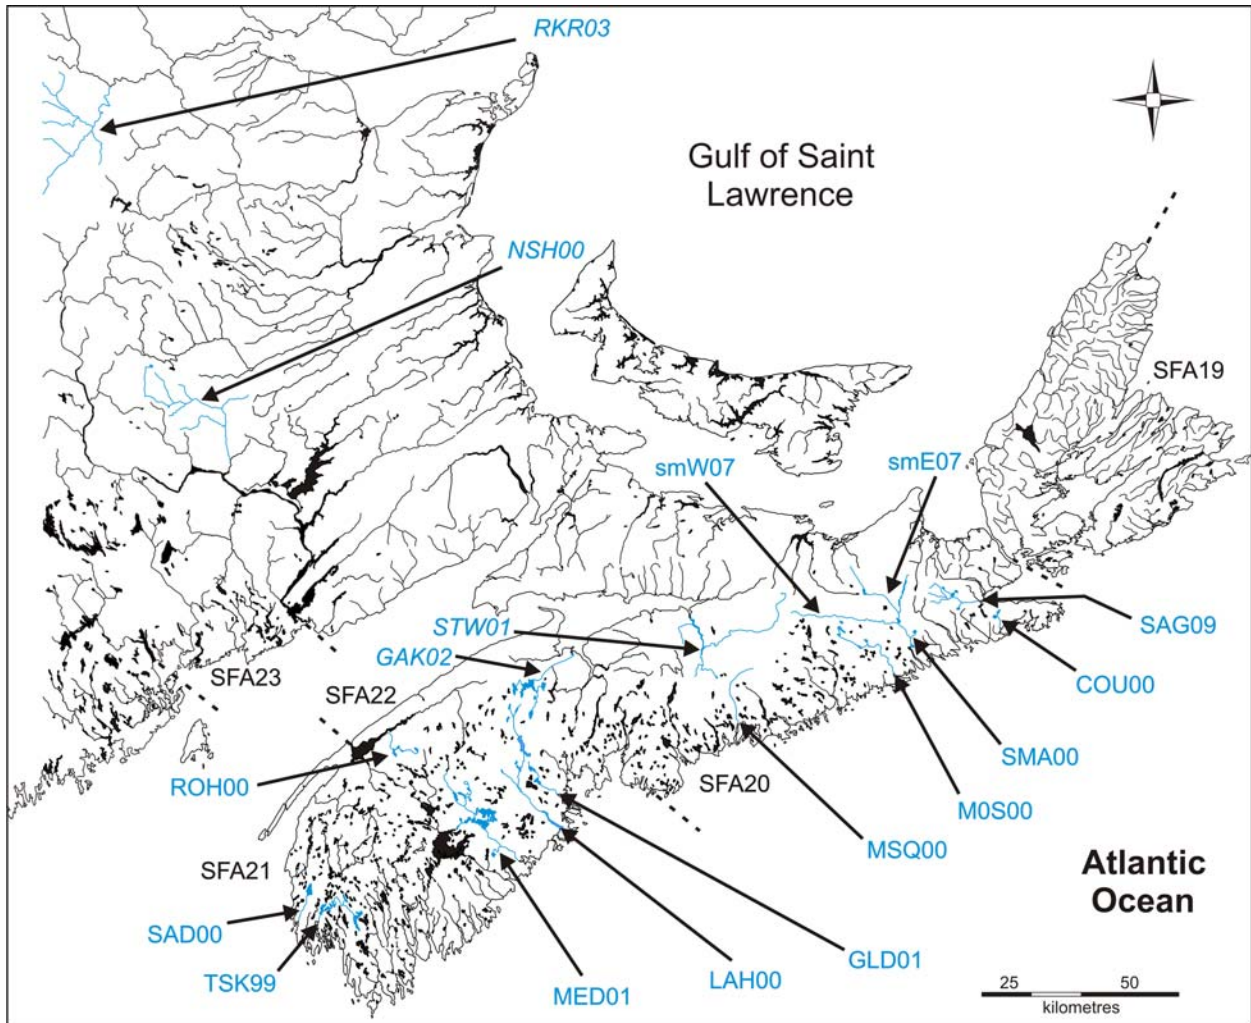 RKR03
Gulf of Saint
Lawrence
NSH00
SFA19
smW07
smE07
STW01
SAG09
GAK02
SFA23
COU00
SFA22
SMA00
ROH00
SFA20
M0S00
MSQ00
SFA21
Atlantic
Ocean
SAD00
GLD01
TSK99
LAH00
MED01
25 50
kilometres